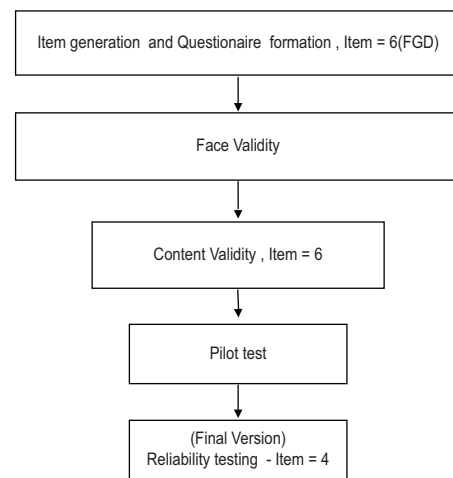 Item generation and Questionaire formation , Item = 6(FGD)
Face Validity
Content Validity , Item = 6
Pilot test
(Final Version)
Reliability testing - Item = 4